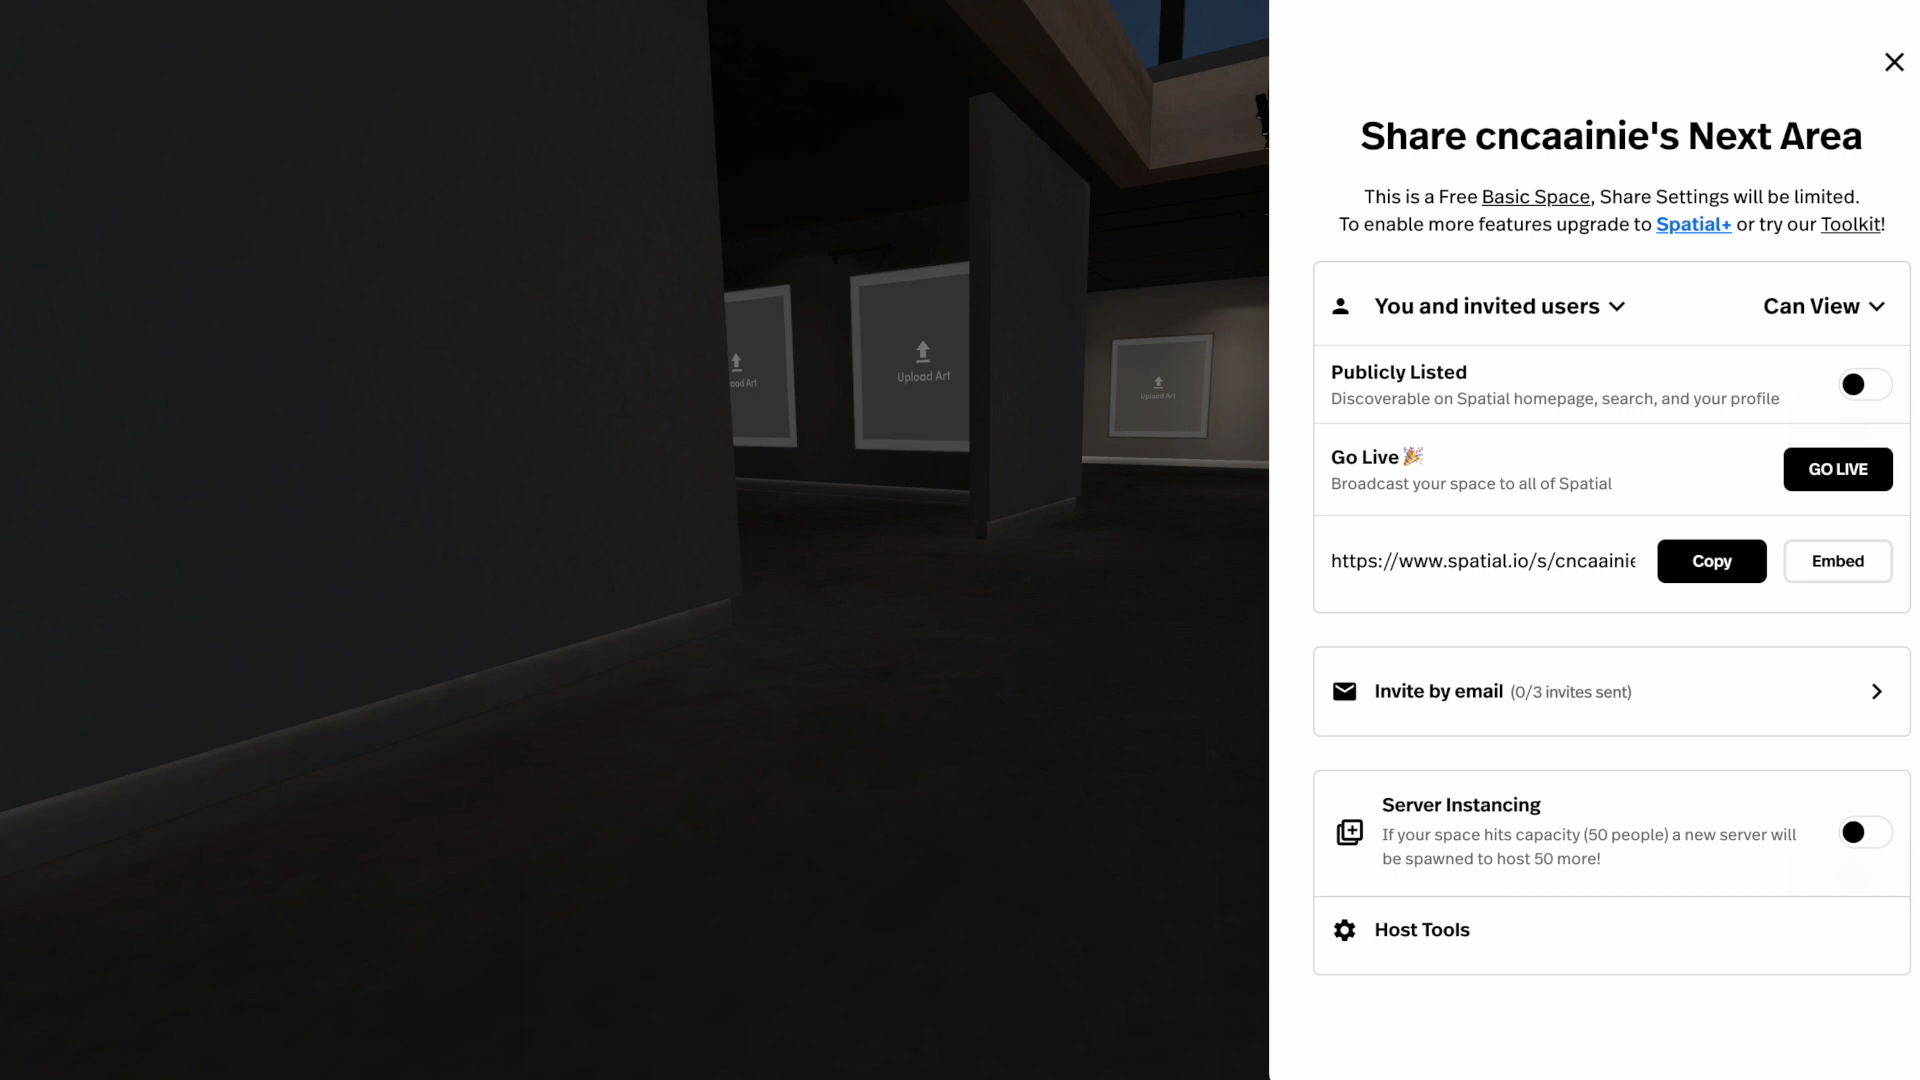 Share cncaainie's Next Area
This is a Free Basic Space, Share Settings will be limited.
To enable more features upgrade to Spatial+ or try our Toolkit!
You and invited users
Can View
Publicly Listed
Discoverable on Spatial homepage, search, and your profile
Go Live 🎉
Broadcast your space to all of Spatial
GO LIVE
https://www.spatial.io/s/cncaainie
Copy
Embed
Invite by email (0/3 invites sent)
Server Instancing
If your space hits capacity (50 people) a new server will
be spawned to host 50 more!
Host Tools
oad Art
Upload Art
Upload Art